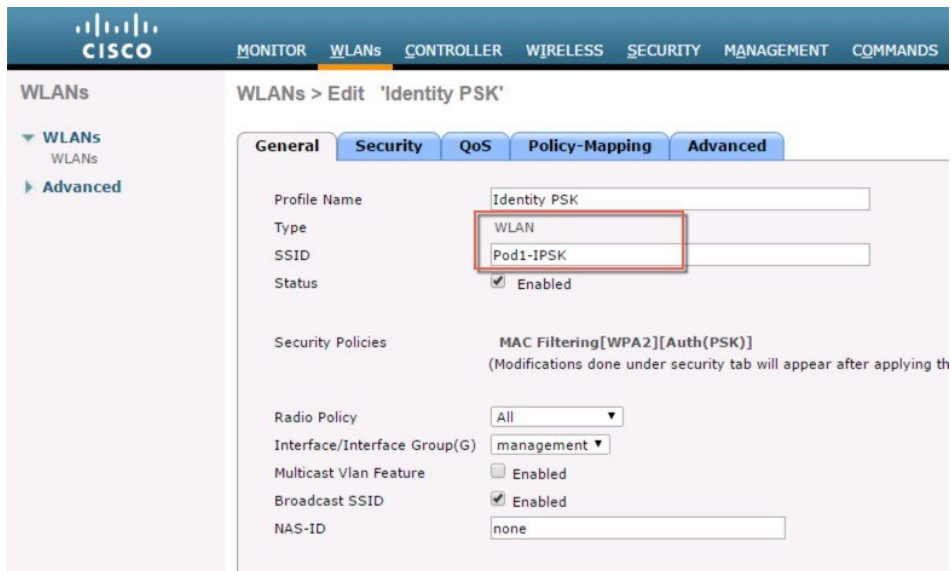 CISCO
MONITOR WLANs CONTROLLER WIRELESS SECURITY MANAGEMENT COMMANDS
WLANs
WLANs > Edit 'Identity PSK'
WLANs
WLANs
Advanced
General Security QoS Policy-Mapping Advanced
Profile Name Identity PSK
Type WLAN
SSID Pod1-IPSK
Status Enabled
Security Policies MAC Filtering[WPA2][Auth(PSK)]
(Modifications done under security tab will appear after applying th
Radio Policy All
Interface/Interface Group(G) management
Multicast Vlan Feature Enabled
Broadcast SSID Enabled
NAS-ID none